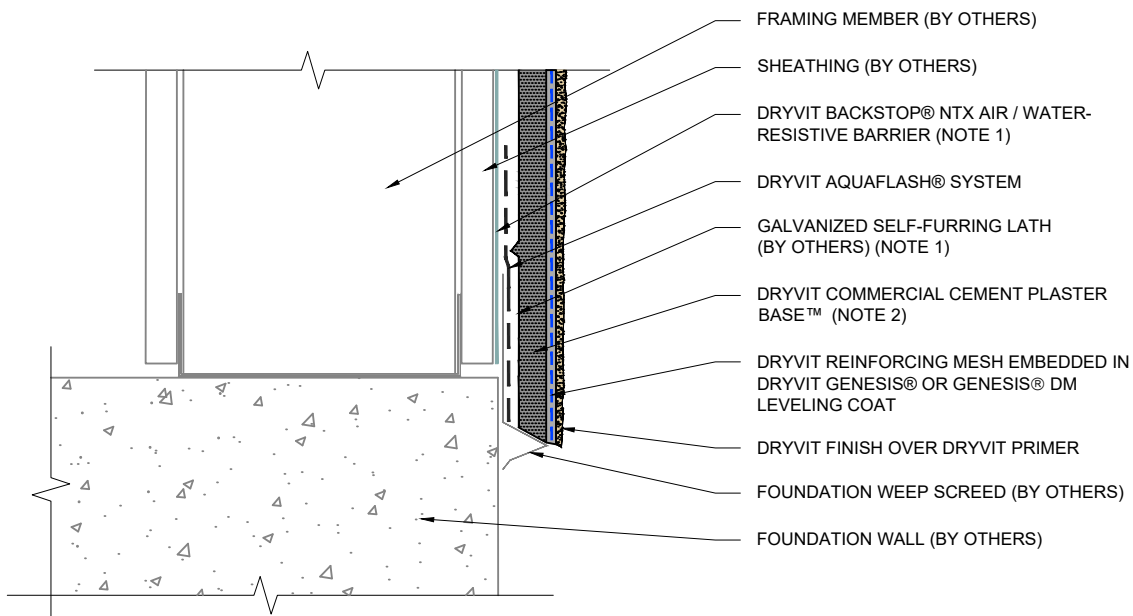 FRAMING MEMBER (BY OTHERS)
SHEATHING (BY OTHERS)
DRYVIT BACKSTOP® NTX AIR / WATER-
RESISTIVE BARRIER (NOTE 1)
DRYVIT AQUAFLASH® SYSTEM
GALVANIZED SELF-FURRING LATH
(BY OTHERS) (NOTE 1)
DRYVIT COMMERCIAL CEMENT PLASTER
BASE™ (NOTE 2)
DRYVIT REINFORCING MESH EMBEDDED IN
DRYVIT GENESIS® OR GENESIS® DM
LEVELING COAT
DRYVIT FINISH OVER DRYVIT PRIMER
FOUNDATION WEEP SCREED (BY OTHERS)
FOUNDATION WALL (BY OTHERS)